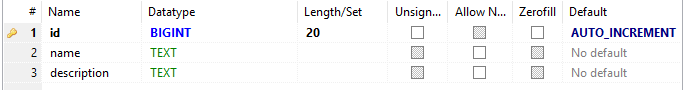 # Name Datatype Length/Set Unsign... Allow N... Zerofill Default
1 id BIGINT 20 AUTO_INCREMENT
2 name TEXT No default
3 description TEXT No default